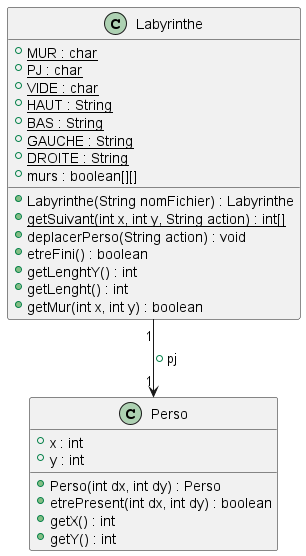 C Labyrinthe
MUR : char
PJ : char
VIDE : char
HAUT : String
BAS : String
GAUCHE : String
DROITE : String
murs : boolean[][]
Labyrinthe(String nomFichier) : Labyrinthe
getSuivant(int x, int y, String action) : int[]
deplacerPerso(String action) : void
etreFini() : boolean
getLenghtY() : int
getLenght() : int
getMur(int x, int y) : boolean
1
pj
1
C Perso
x : int
y : int
Perso(int dx, int dy) : Perso
etrePresent(int dx, int dy) : boolean
getX() : int
getY() : int